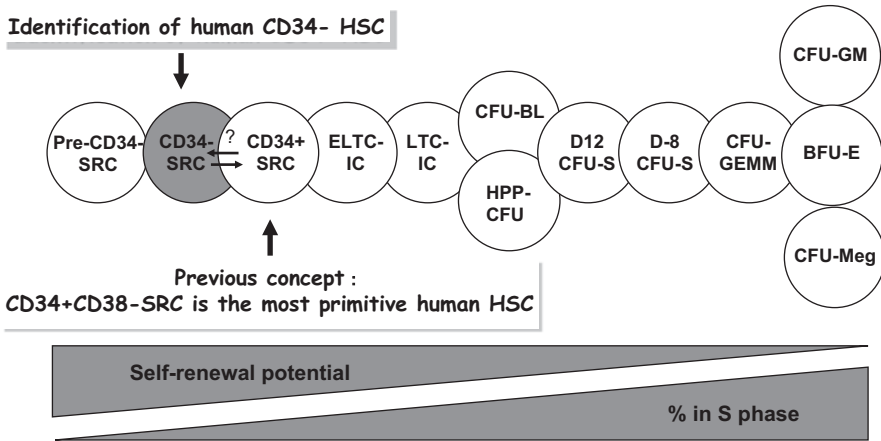 Identification of human CD34- HSC
Pre-CD34-
SRC
CD34-
SRC
?
CD34+
SRC
ELTC-
IC
LTC-
IC
CFU-BL
HPP-
CFU
D12
CFU-S
D-8
CFU-S
CFU-
GEMM
CFU-GM
BFU-E
CFU-Meg
Previous concept :
CD34+CD38-SRC is the most primitive human HSC
Self-renewal potential
% in S phase